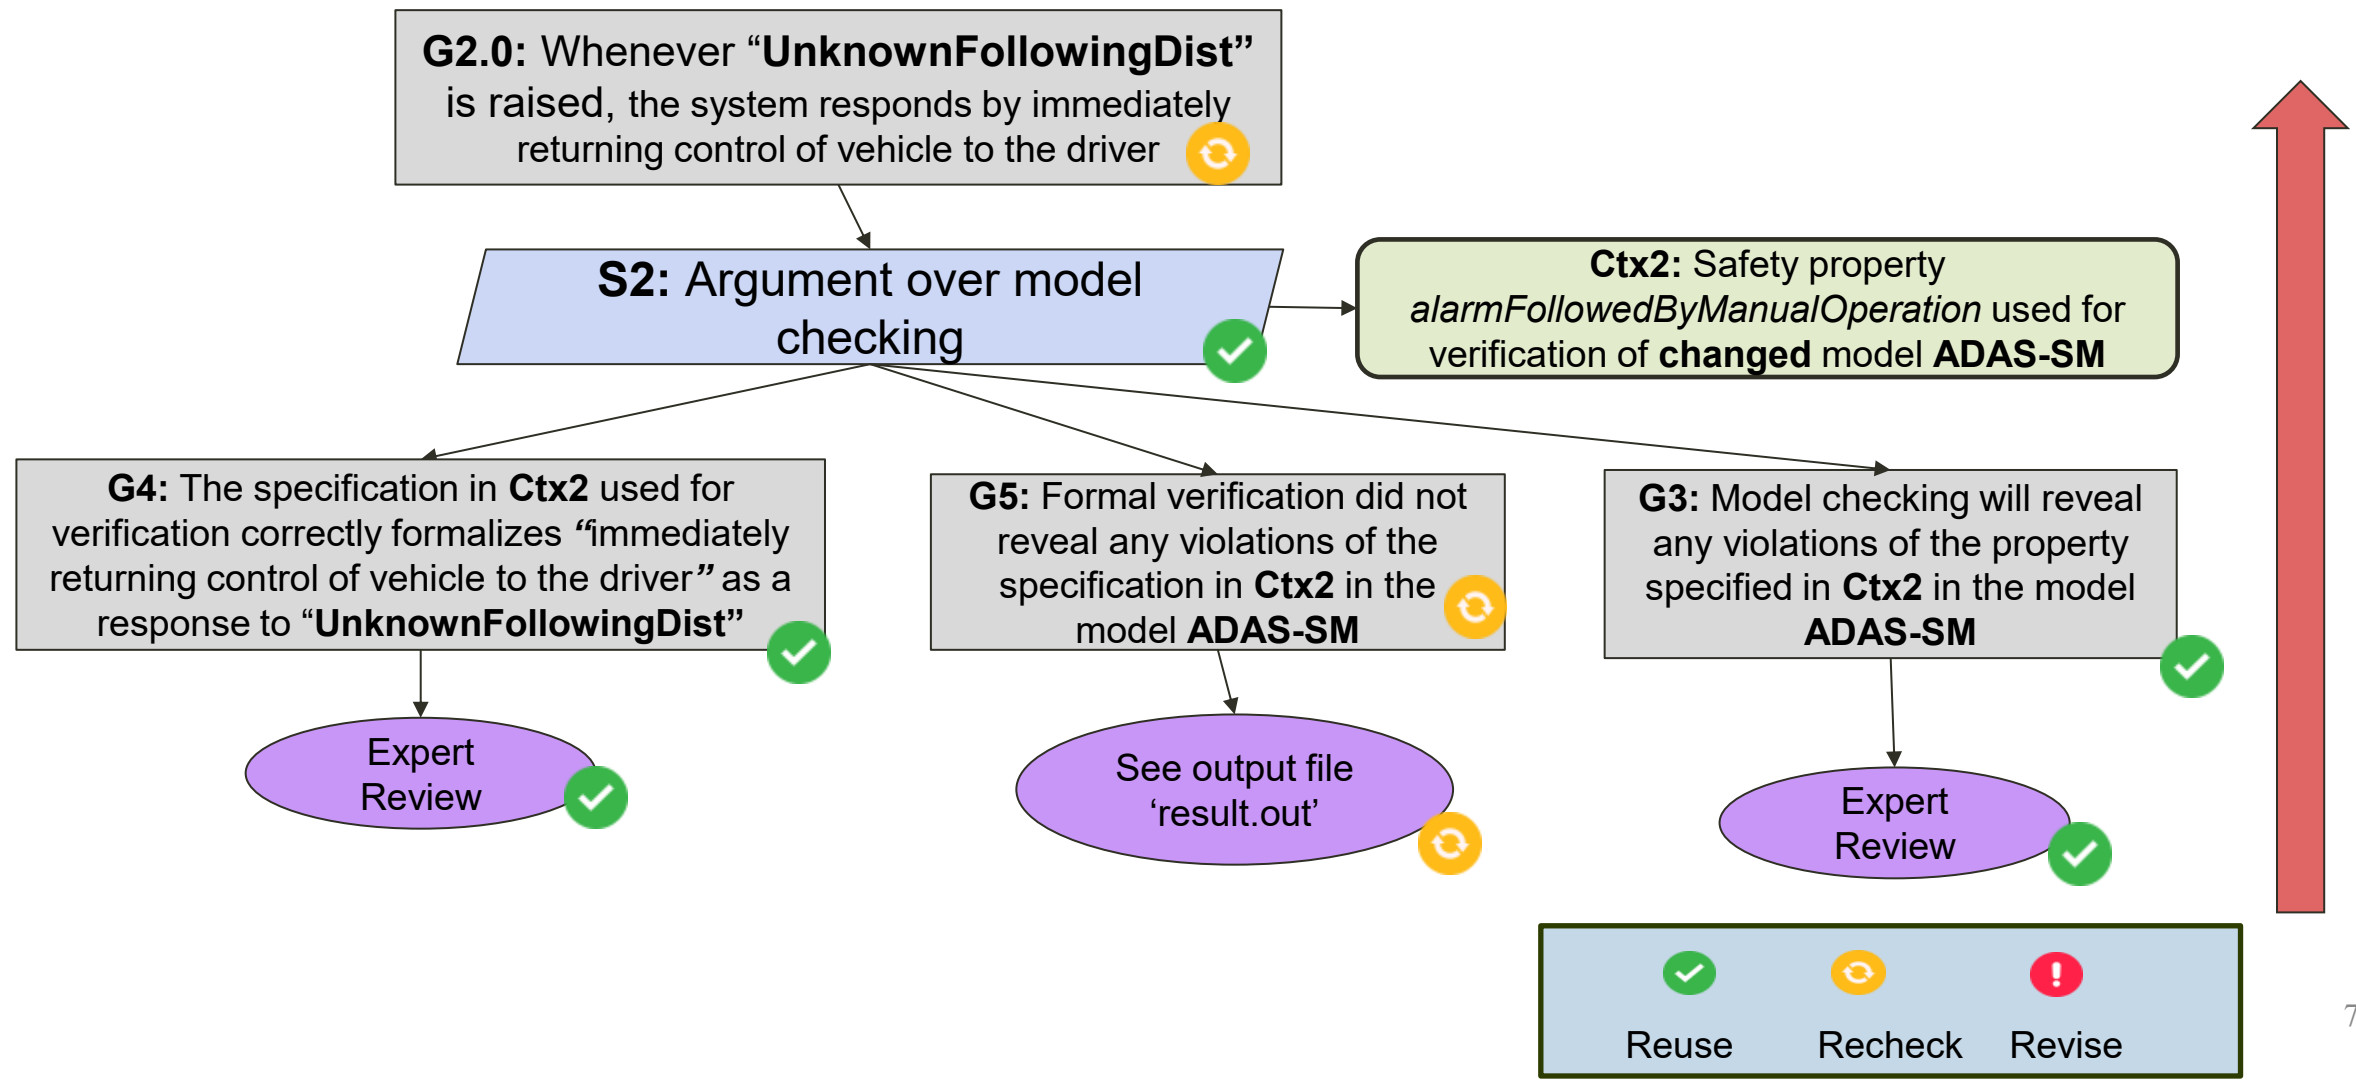 G2.0: Whenever “UnknownFollowingDist”
is raised, the system responds by immediately
returning control of vehicle to the driver
S2: Argument over model
checking
Ctx2: Safety property
alarmFollowedByManualOperation used for
verification of changed model ADAS-SM
G4: The specification in Ctx2 used for
verification correctly formalizes “immediately
returning control of vehicle to the driver” as a
response to “UnknownFollowingDist”
G5: Formal verification did not
reveal any violations of the
specification in Ctx2 in the
model ADAS-SM
G3: Model checking will reveal
any violations of the property
specified in Ctx2 in the model
ADAS-SM
Expert
Review
See output file
‘result.out’
Expert
Review
Reuse
Recheck
Revise
7